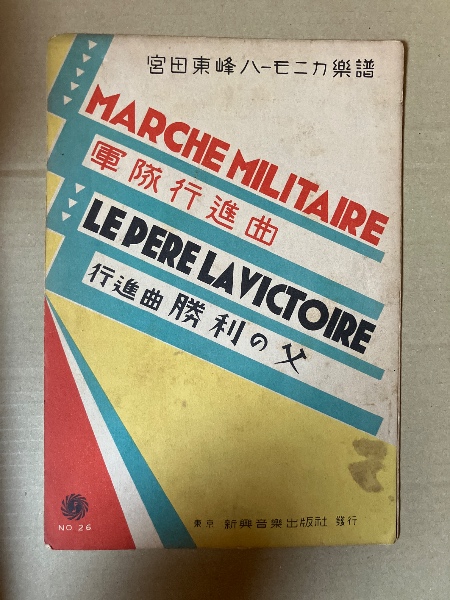 宮田東峰ハーモニカ樂譜
MARCHE MILITAIRE
軍隊行進曲
LE PERE LA VICTOIRE
行進曲 勝利の父
NO 26
東京 新興音樂出版社 發行